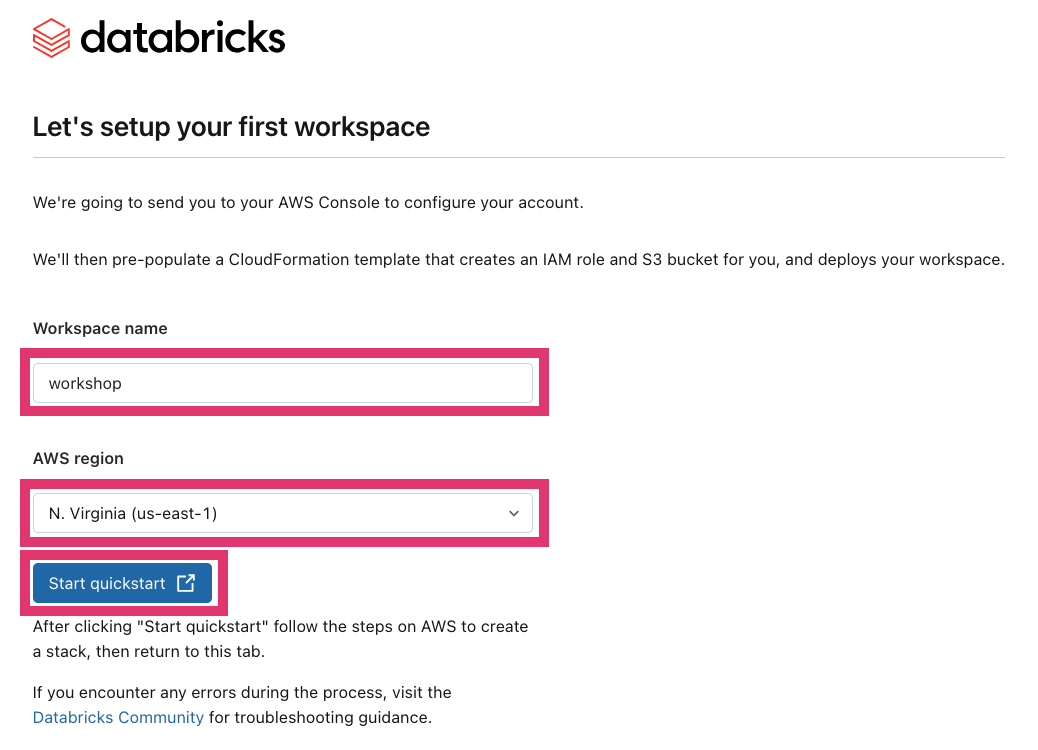 databricks
Let's setup your first workspace
We're going to send you to your AWS Console to configure your account.
We'll then pre-populate a CloudFormation template that creates an IAM role and S3 bucket for you, and deploys your workspace.
Workspace name
workshop
AWS region
N. Virginia (us-east-1)
Start quickstart
After clicking "Start quickstart" follow the steps on AWS to create
a stack, then return to this tab.
If you encounter any errors during the process, visit the
Databricks Community for troubleshooting guidance.